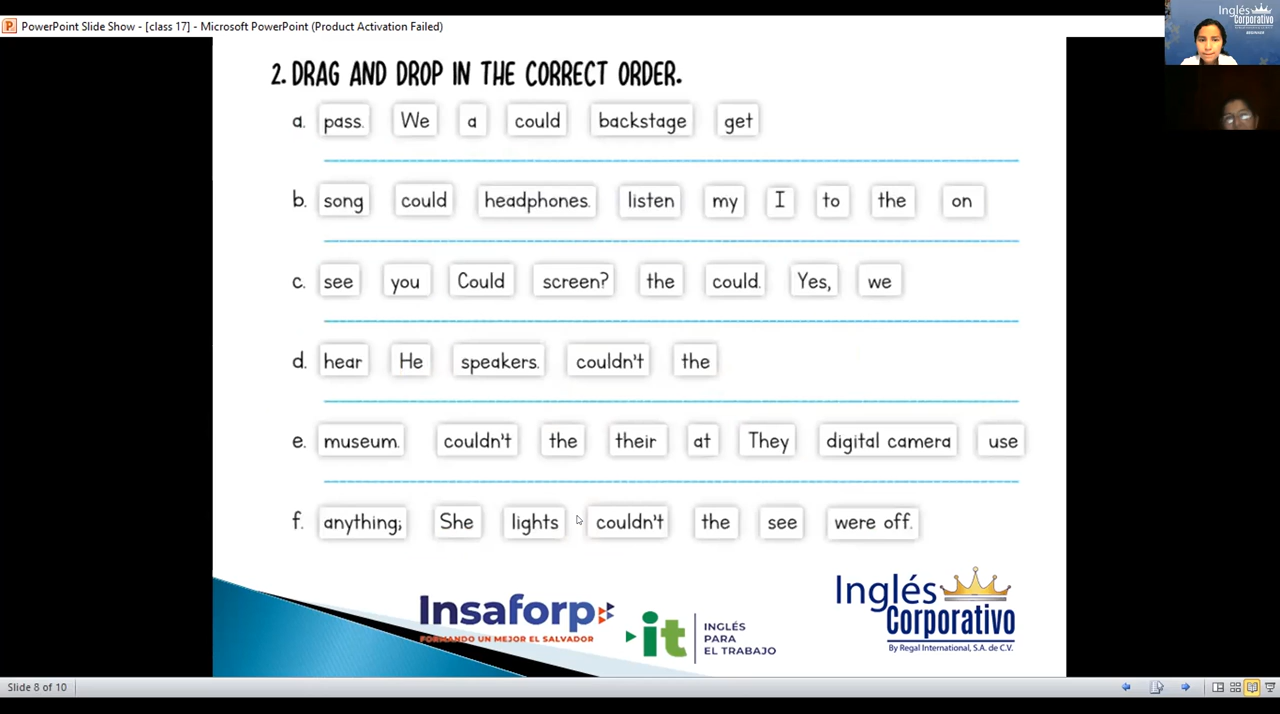 PowerPoint Slide Show - [class 17] - Microsoft PowerPoint (Product Activation Failed)
Inglés
Corporativo
BEGINNER
2. DRAG AND DROP IN THE CORRECT ORDER.
a. pass. We a could backstage get
b. song could headphones. listen my I to the on
c. see you Could screen? the could. Yes, we
d. hear He speakers. couldn't the
e. museum. couldn't the their at They digital camera use
f. anything; She lights couldn't the see were off.
Insaforp
FORMANDO UN MEJOR EL SALVADOR
it
INGLÉS
PARA
EL TRABAJO
Inglés
Corporativo
By Regal International, S.A. de C.V.
Slide 8 of 10